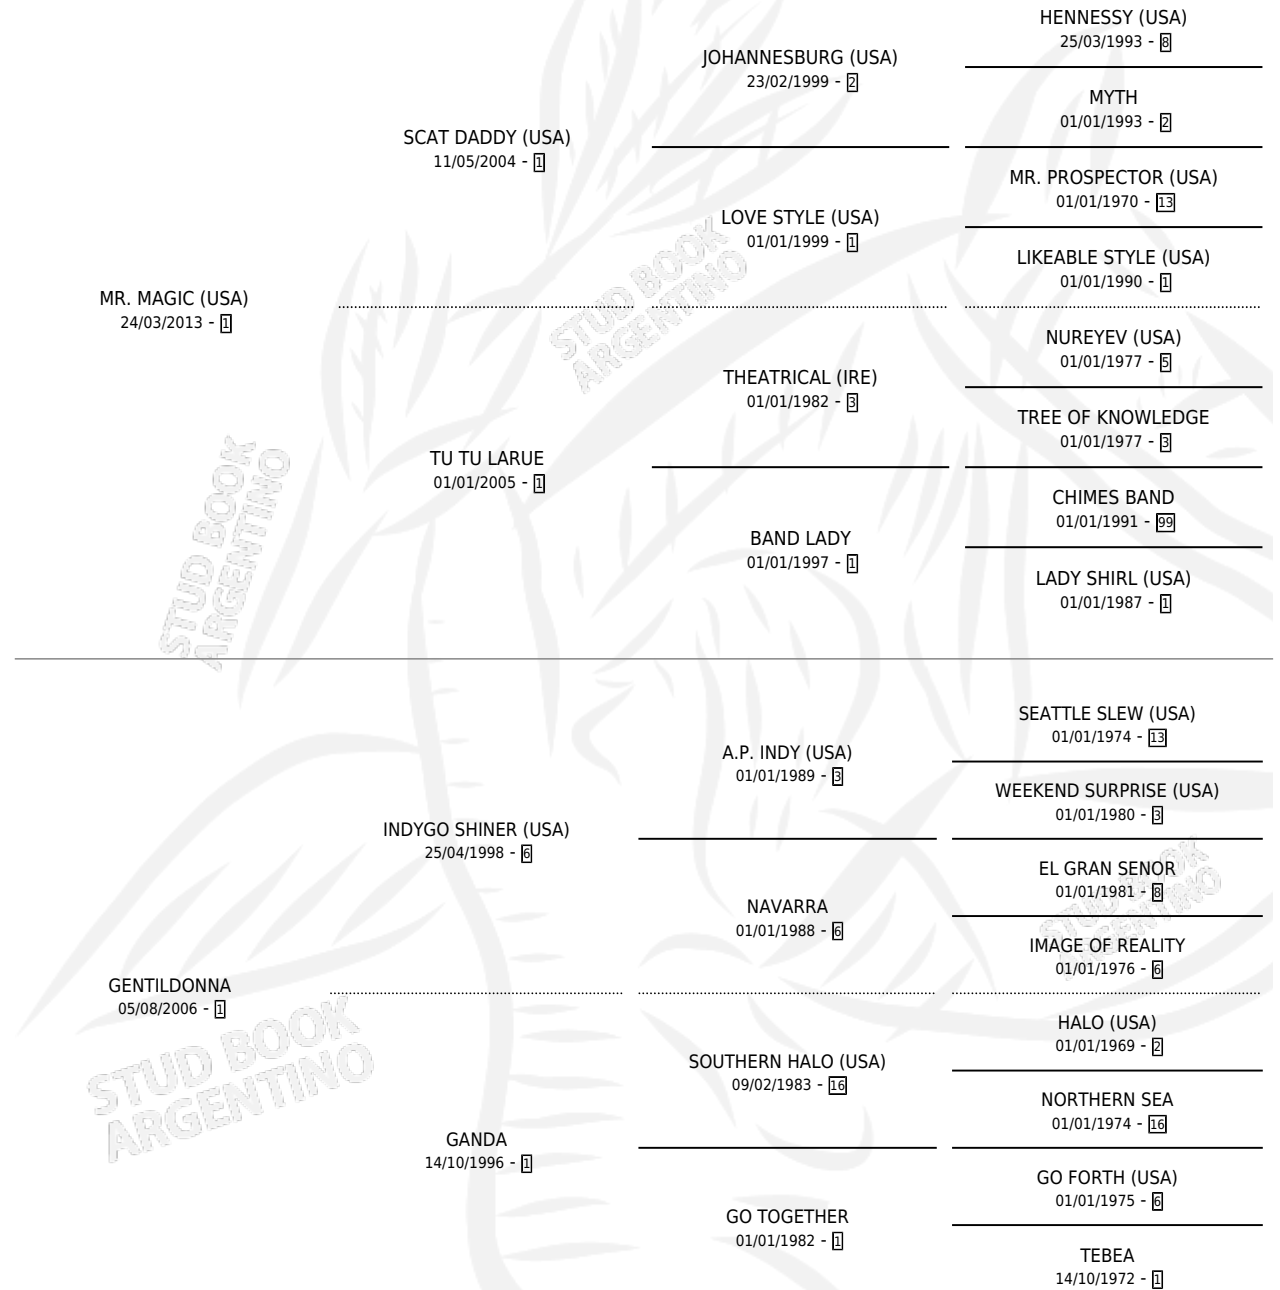 HENNESSY (USA)
25/03/1993 - 8
JOHANNESBURG (USA)
23/02/1999 - 2
MYTH
01/01/1993 - 2
SCAT DADDY (USA)
11/05/2004 - 1
MR. PROSPECTOR (USA)
01/01/1970 - 13
LOVE STYLE (USA)
01/01/1999 - 1
LIKEABLE STYLE (USA)
01/01/1990 - 1
MR. MAGIC (USA)
24/03/2013 - 1
STUD BOOK
ARGENTINO
NUREYEV (USA)
01/01/1977 - 5
THEATRICAL (IRE)
01/01/1982 - 3
TREE OF KNOWLEDGE
01/01/1977 - 3
TU TU LARUE
01/01/2005 - 1
CHIMES BAND
01/01/1991 - 99
BAND LADY
01/01/1997 - 1
LADY SHIRL (USA)
01/01/1987 - 1
STUD BOOK
ARGENTINO
SEATTLE SLEW (USA)
01/01/1974 - 13
A.P. INDY (USA)
01/01/1989 - 3
WEEKEND SURPRISE (USA)
01/01/1980 - 3
INDYGO SHINER (USA)
25/04/1998 - 6
EL GRAN SENOR
01/01/1981 - 8
NAVARRA
01/01/1988 - 6
IMAGE OF REALITY
01/01/1976 - 6
STUD BOOK
ARGENTINO
GENTILDONNA
05/08/2006 - 1
HALO (USA)
01/01/1969 - 2
SOUTHERN HALO (USA)
09/02/1983 - 16
NORTHERN SEA
01/01/1974 - 16
STUD BOOK
ARGENTINO
GANDA
14/10/1996 - 1
GO FORTH (USA)
01/01/1975 - 6
GO TOGETHER
01/01/1982 - 1
TEBEA
14/10/1972 - 1